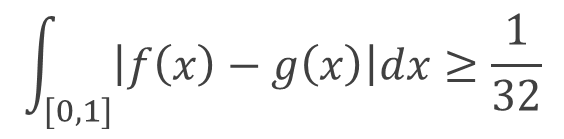 ∫_{[0,1]} |f(x) − g(x)|dx ≥ 1/32